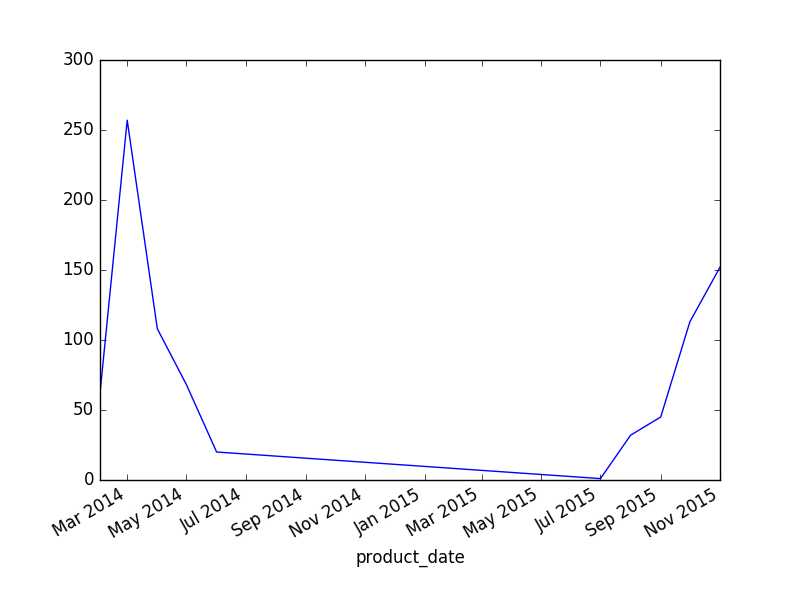 300
250
200
150
100
50
0
Mar 2014
May 2014
Jul 2014
Sep 2014
Nov 2014
Jan 2015
Mar 2015
May 2015
Jul 2015
Sep 2015
Nov 2015
product_date